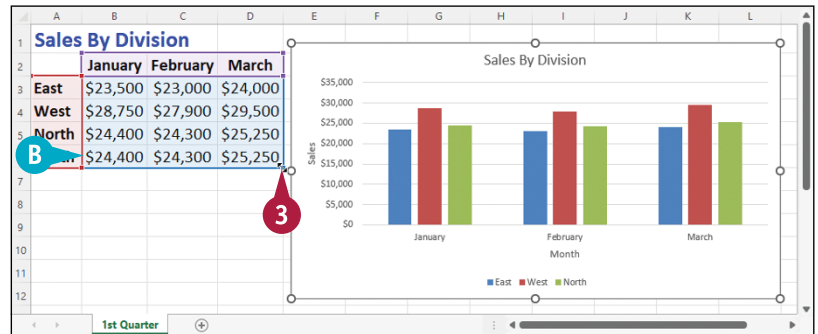 A B C D E F G H I J K L
1 Sales By Division
2 January February March
3 East $23,500 $23,000 $24,000
4 West $28,750 $27,900 $29,500
5 North $24,400 $24,300 $25,250
B $24,400 $24,300 $25,250
7
8
9
10
11
12
3
Sales By Division
$35,000
$30,000
$25,000
$20,000
$15,000
$10,000
$5,000
$0
Sales
January February March
Month
East West North
1st Quarter